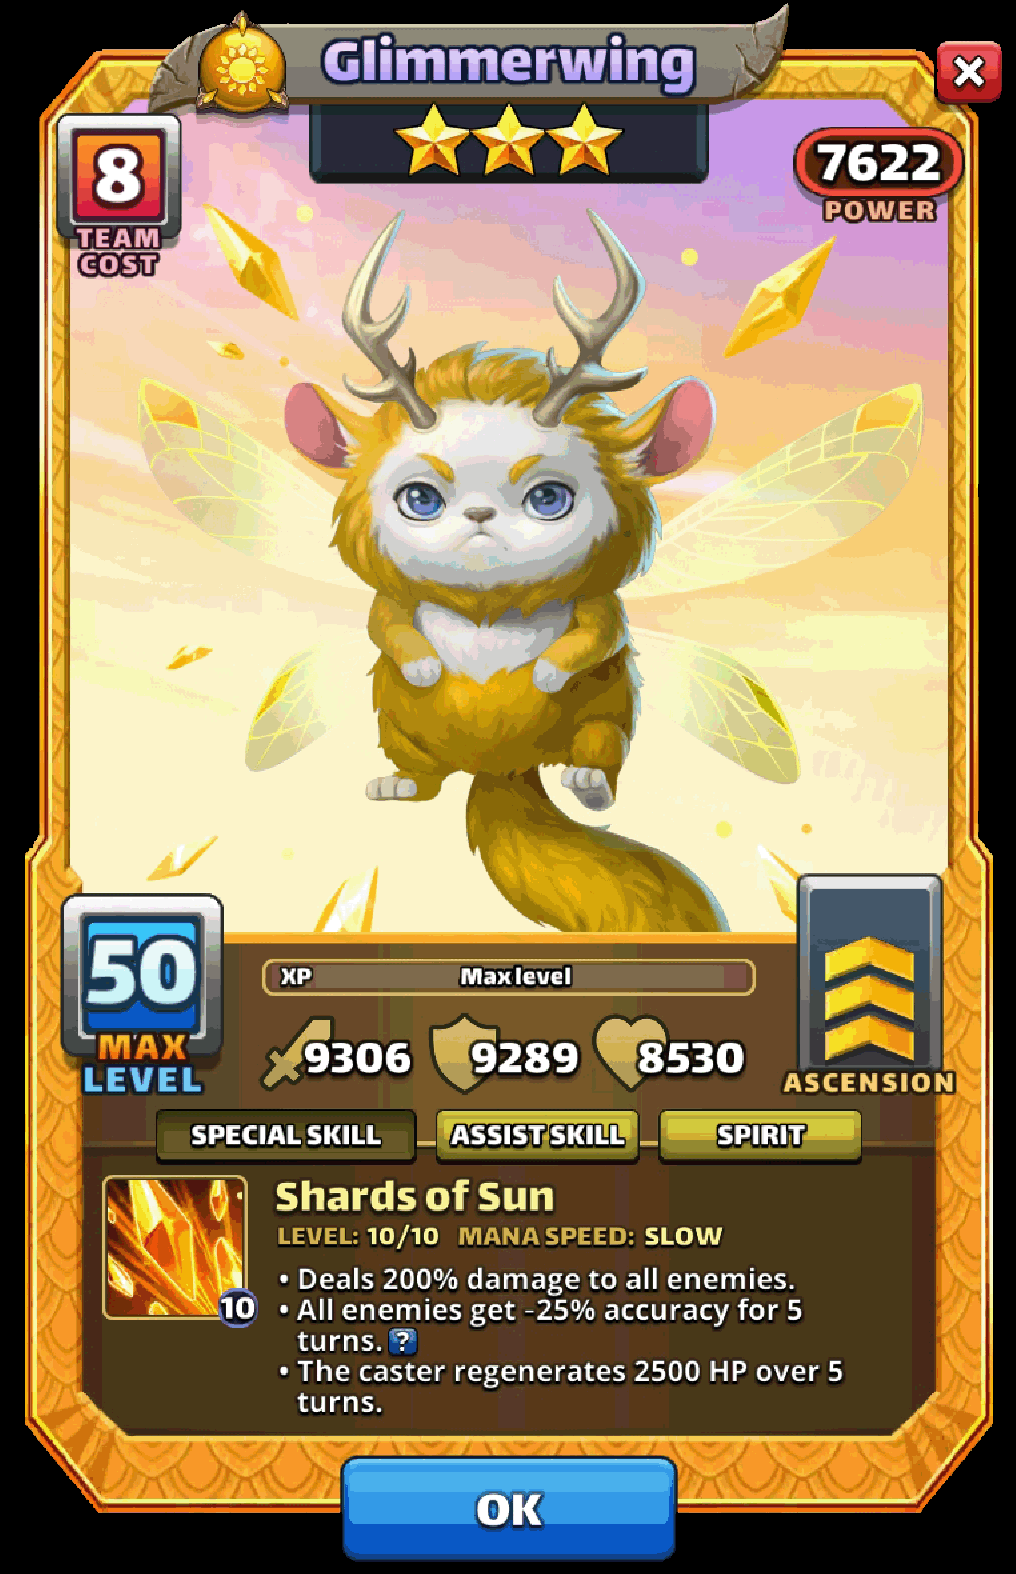 Glimmerwing
8
TEAM
COST
7622
POWER
50
MAX
LEVEL
XP Max level
9306 9289 8530
ASCENSION
SPECIAL SKILL ASSIST SKILL SPIRIT
Shards of Sun
LEVEL: 10/10 MANA SPEED: SLOW
10
• Deals 200% damage to all enemies.
• All enemies get -25% accuracy for 5
turns. ?
• The caster regenerates 2500 HP over 5
turns.
OK